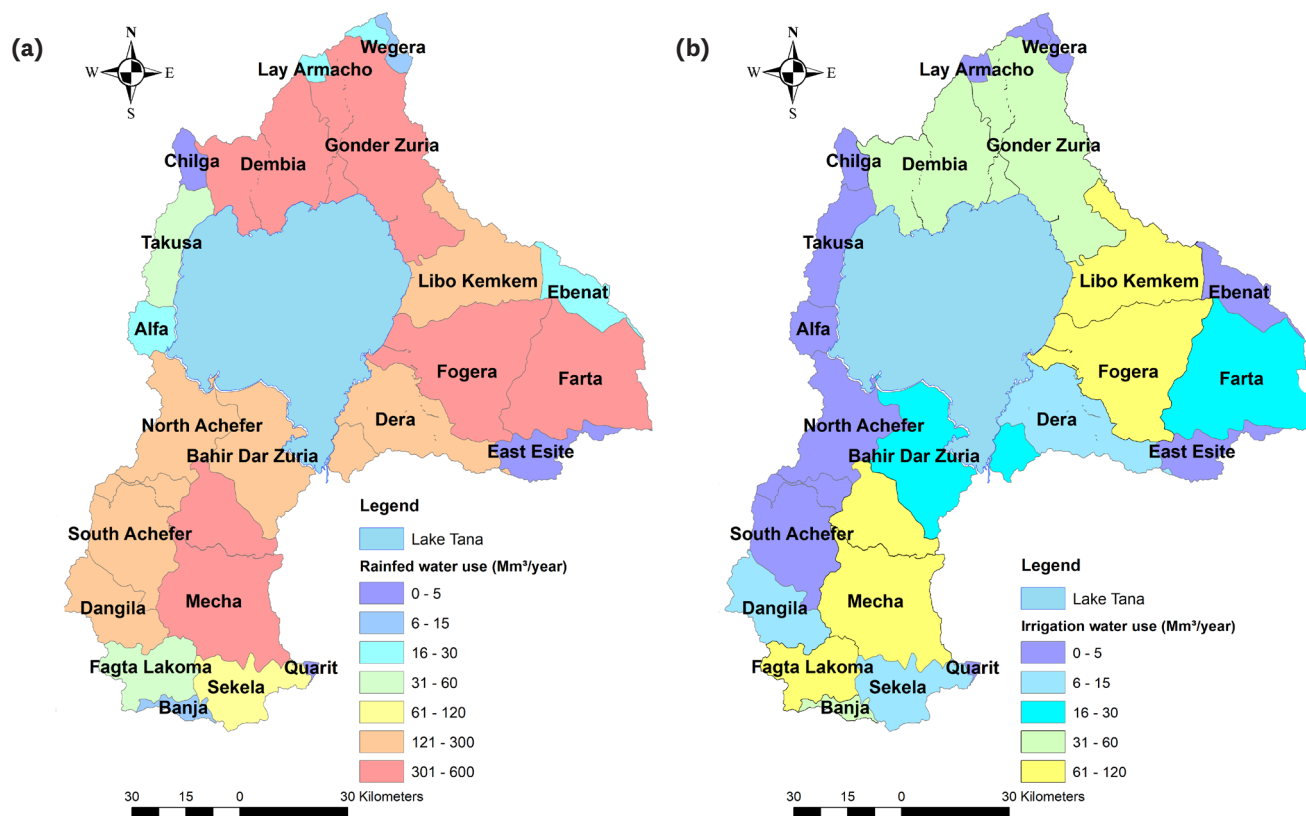 (a)
N
W
E
S
Wegera
Lay Armacho
Gonder Zuria
Chilga
Dembia
Takusa
Libo Kemkem
Ebenat
Alfa
Fogera
Farta
Dera
North Achefer
East Esite
Bahir Dar Zuria
South Achefer
Mecha
Dangila
Fagta Lakoma
Quarit
Sekela
Banja
Legend
Lake Tana
Rainfed water use (Mm³/year)
0 - 5
6 - 15
16 - 30
31 - 60
61 - 120
121 - 300
301 - 600
30 15 0 30 Kilometers
(b)
N
W
E
S
Wegera
Lay Armacho
Gonder Zuria
Chilga
Dembia
Takusa
Libo Kemkem
Ebenat
Alfa
Fogera
Farta
Dera
North Achefer
East Esite
Bahir Dar Zuria
South Achefer
Mecha
Dangila
Fagta Lakoma
Quarit
Sekela
Banja
Legend
Lake Tana
Irrigation water use (Mm³/year)
0 - 5
6 - 15
16 - 30
31 - 60
61 - 120
30 15 0 30 Kilometers